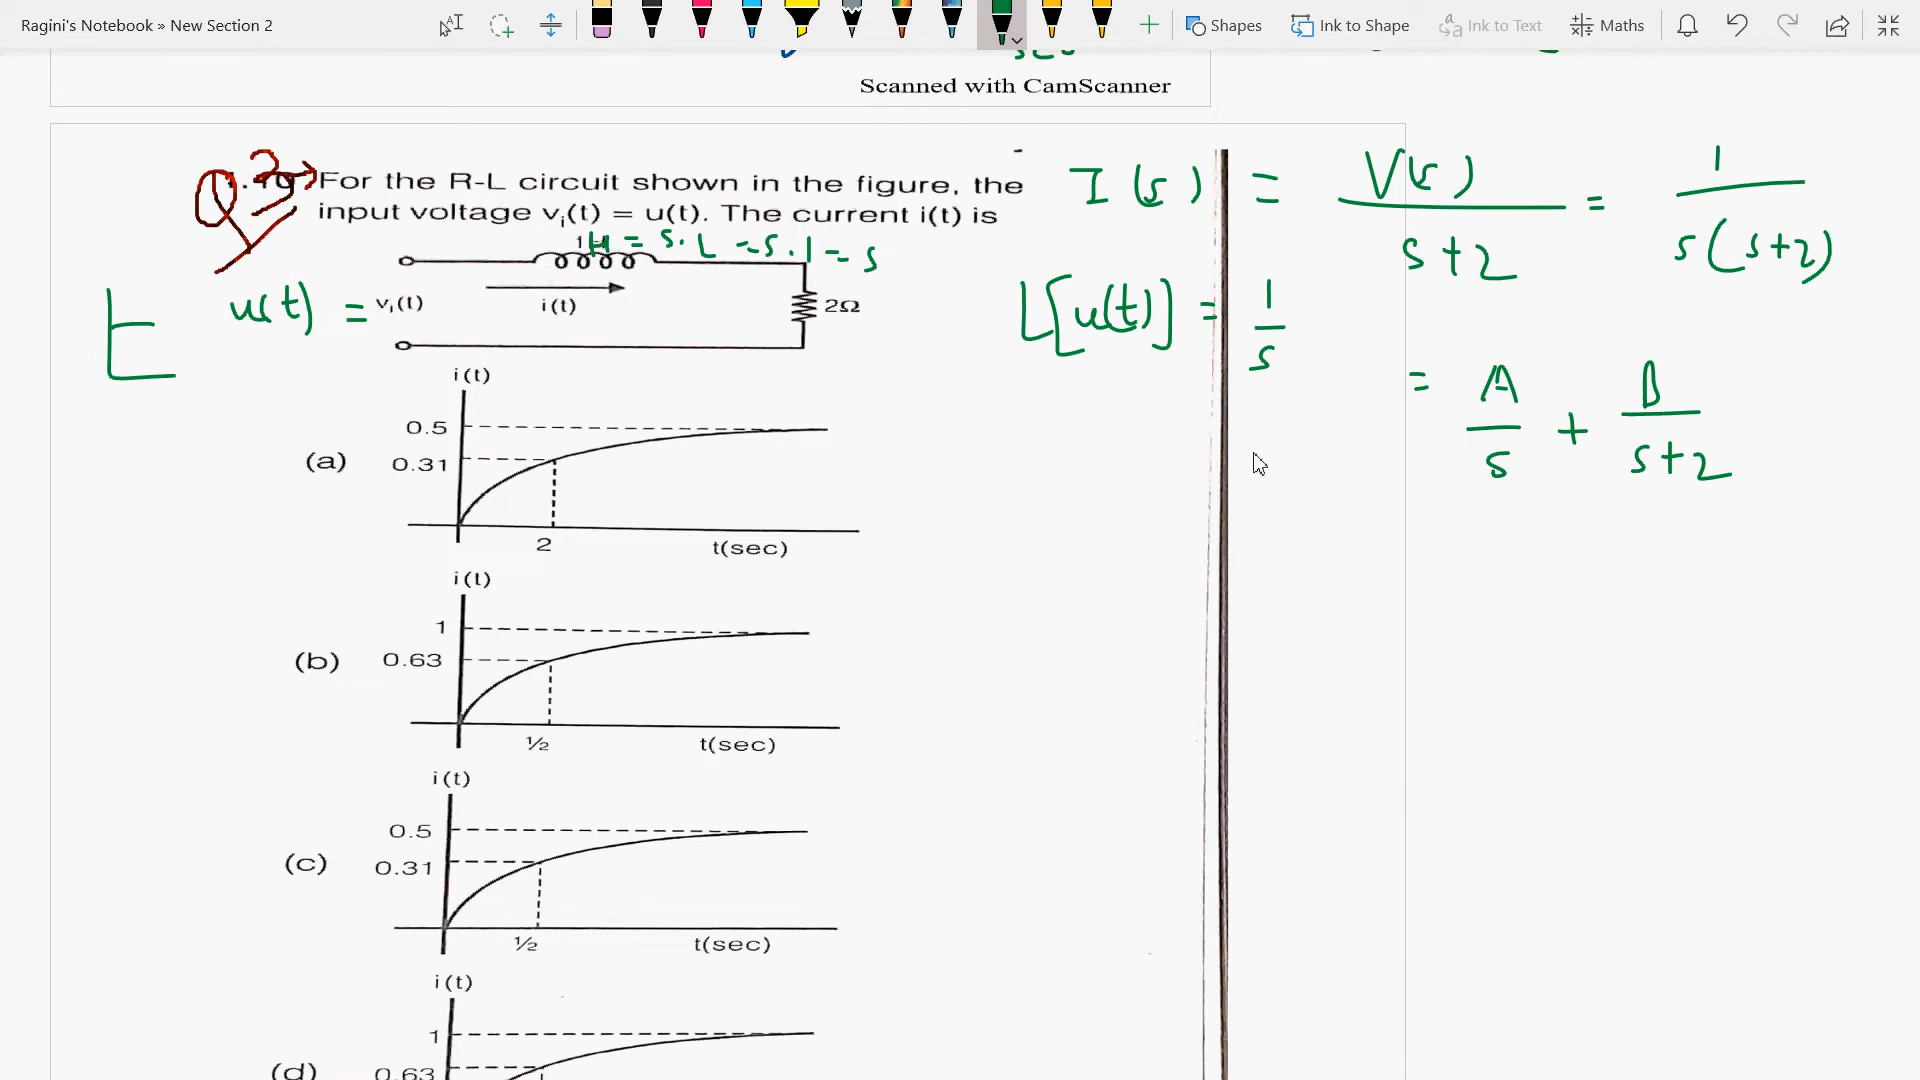 Ragini's Notebook » New Section 2
Shapes
Ink to Shape
Ink to Text
Maths
Scanned with CamScanner
Q 3
For the R-L circuit shown in the figure, the
input voltage vi(t) = u(t). The current i(t) is
H = s.L = s.1 = s
u(t) = vi(t)
i(t)
2Ω
I(s) = V(s) / s+2 = 1 / s(s+2)
L[u(t)] = 1/s
= A/s + B/s+2
i(t)
0.5
(a) 0.31
2 t(sec)
i(t)
1
(b) 0.63
½ t(sec)
i(t)
0.5
(c) 0.31
½ t(sec)
i(t)
1
(d) 0.63